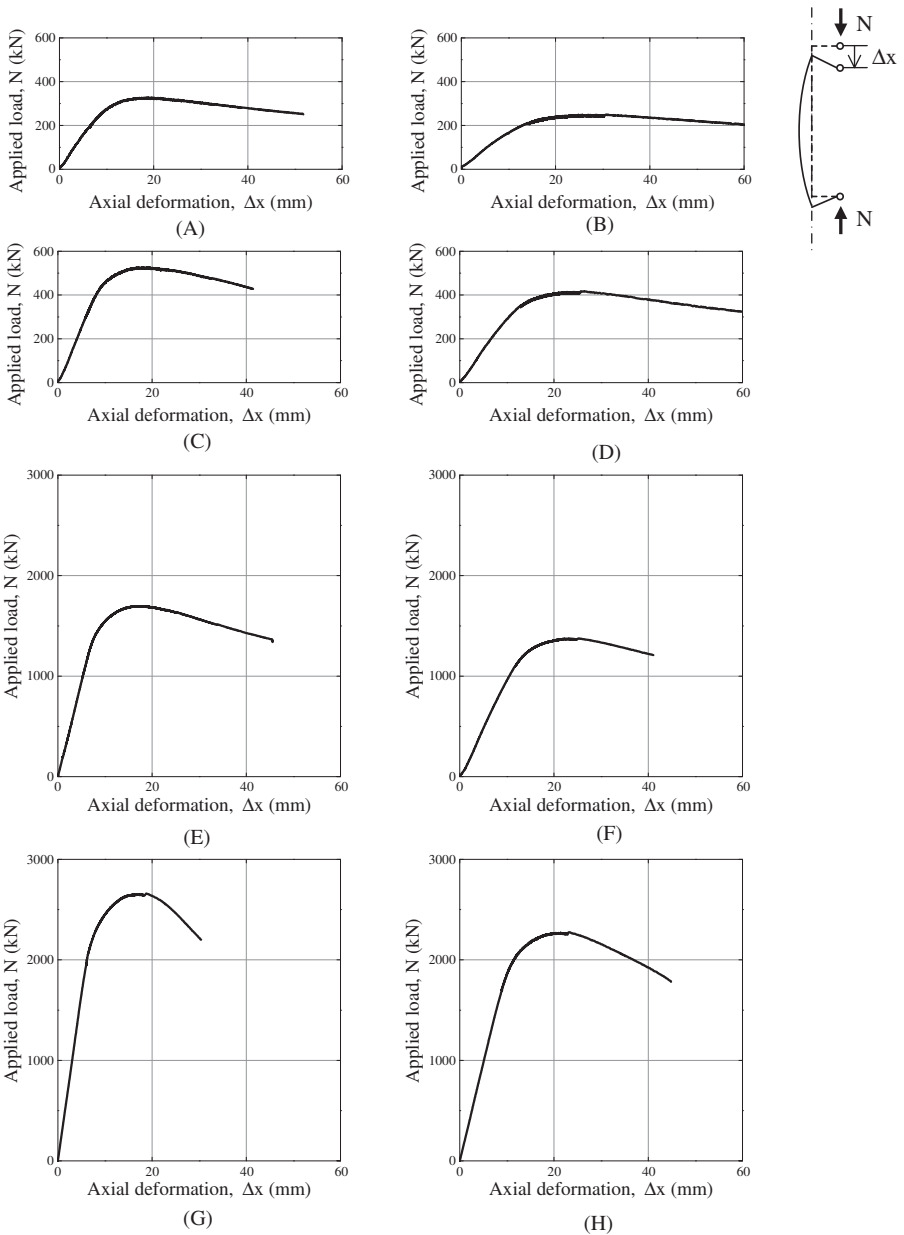 600
400
200
0
0
20
40
60
Applied load, N (kN)
Axial deformation, Δx (mm)
(A)
600
400
200
0
0
20
40
60
Applied load, N (kN)
Axial deformation, Δx (mm)
(B)
N
Δx
N
600
400
200
0
0
20
40
60
Applied load, N (kN)
Axial deformation, Δx (mm)
(C)
600
400
200
0
0
20
40
60
Applied load, N (kN)
Axial deformation, Δx (mm)
(D)
3000
2000
1000
0
0
20
40
60
Applied load, N (kN)
Axial deformation, Δx (mm)
(E)
3000
2000
1000
0
0
20
40
60
Applied load, N (kN)
Axial deformation, Δx (mm)
(F)
3000
2000
1000
0
0
20
40
60
Applied load, N (kN)
Axial deformation, Δx (mm)
(G)
3000
2000
1000
0
0
20
40
60
Applied load, N (kN)
Axial deformation, Δx (mm)
(H)